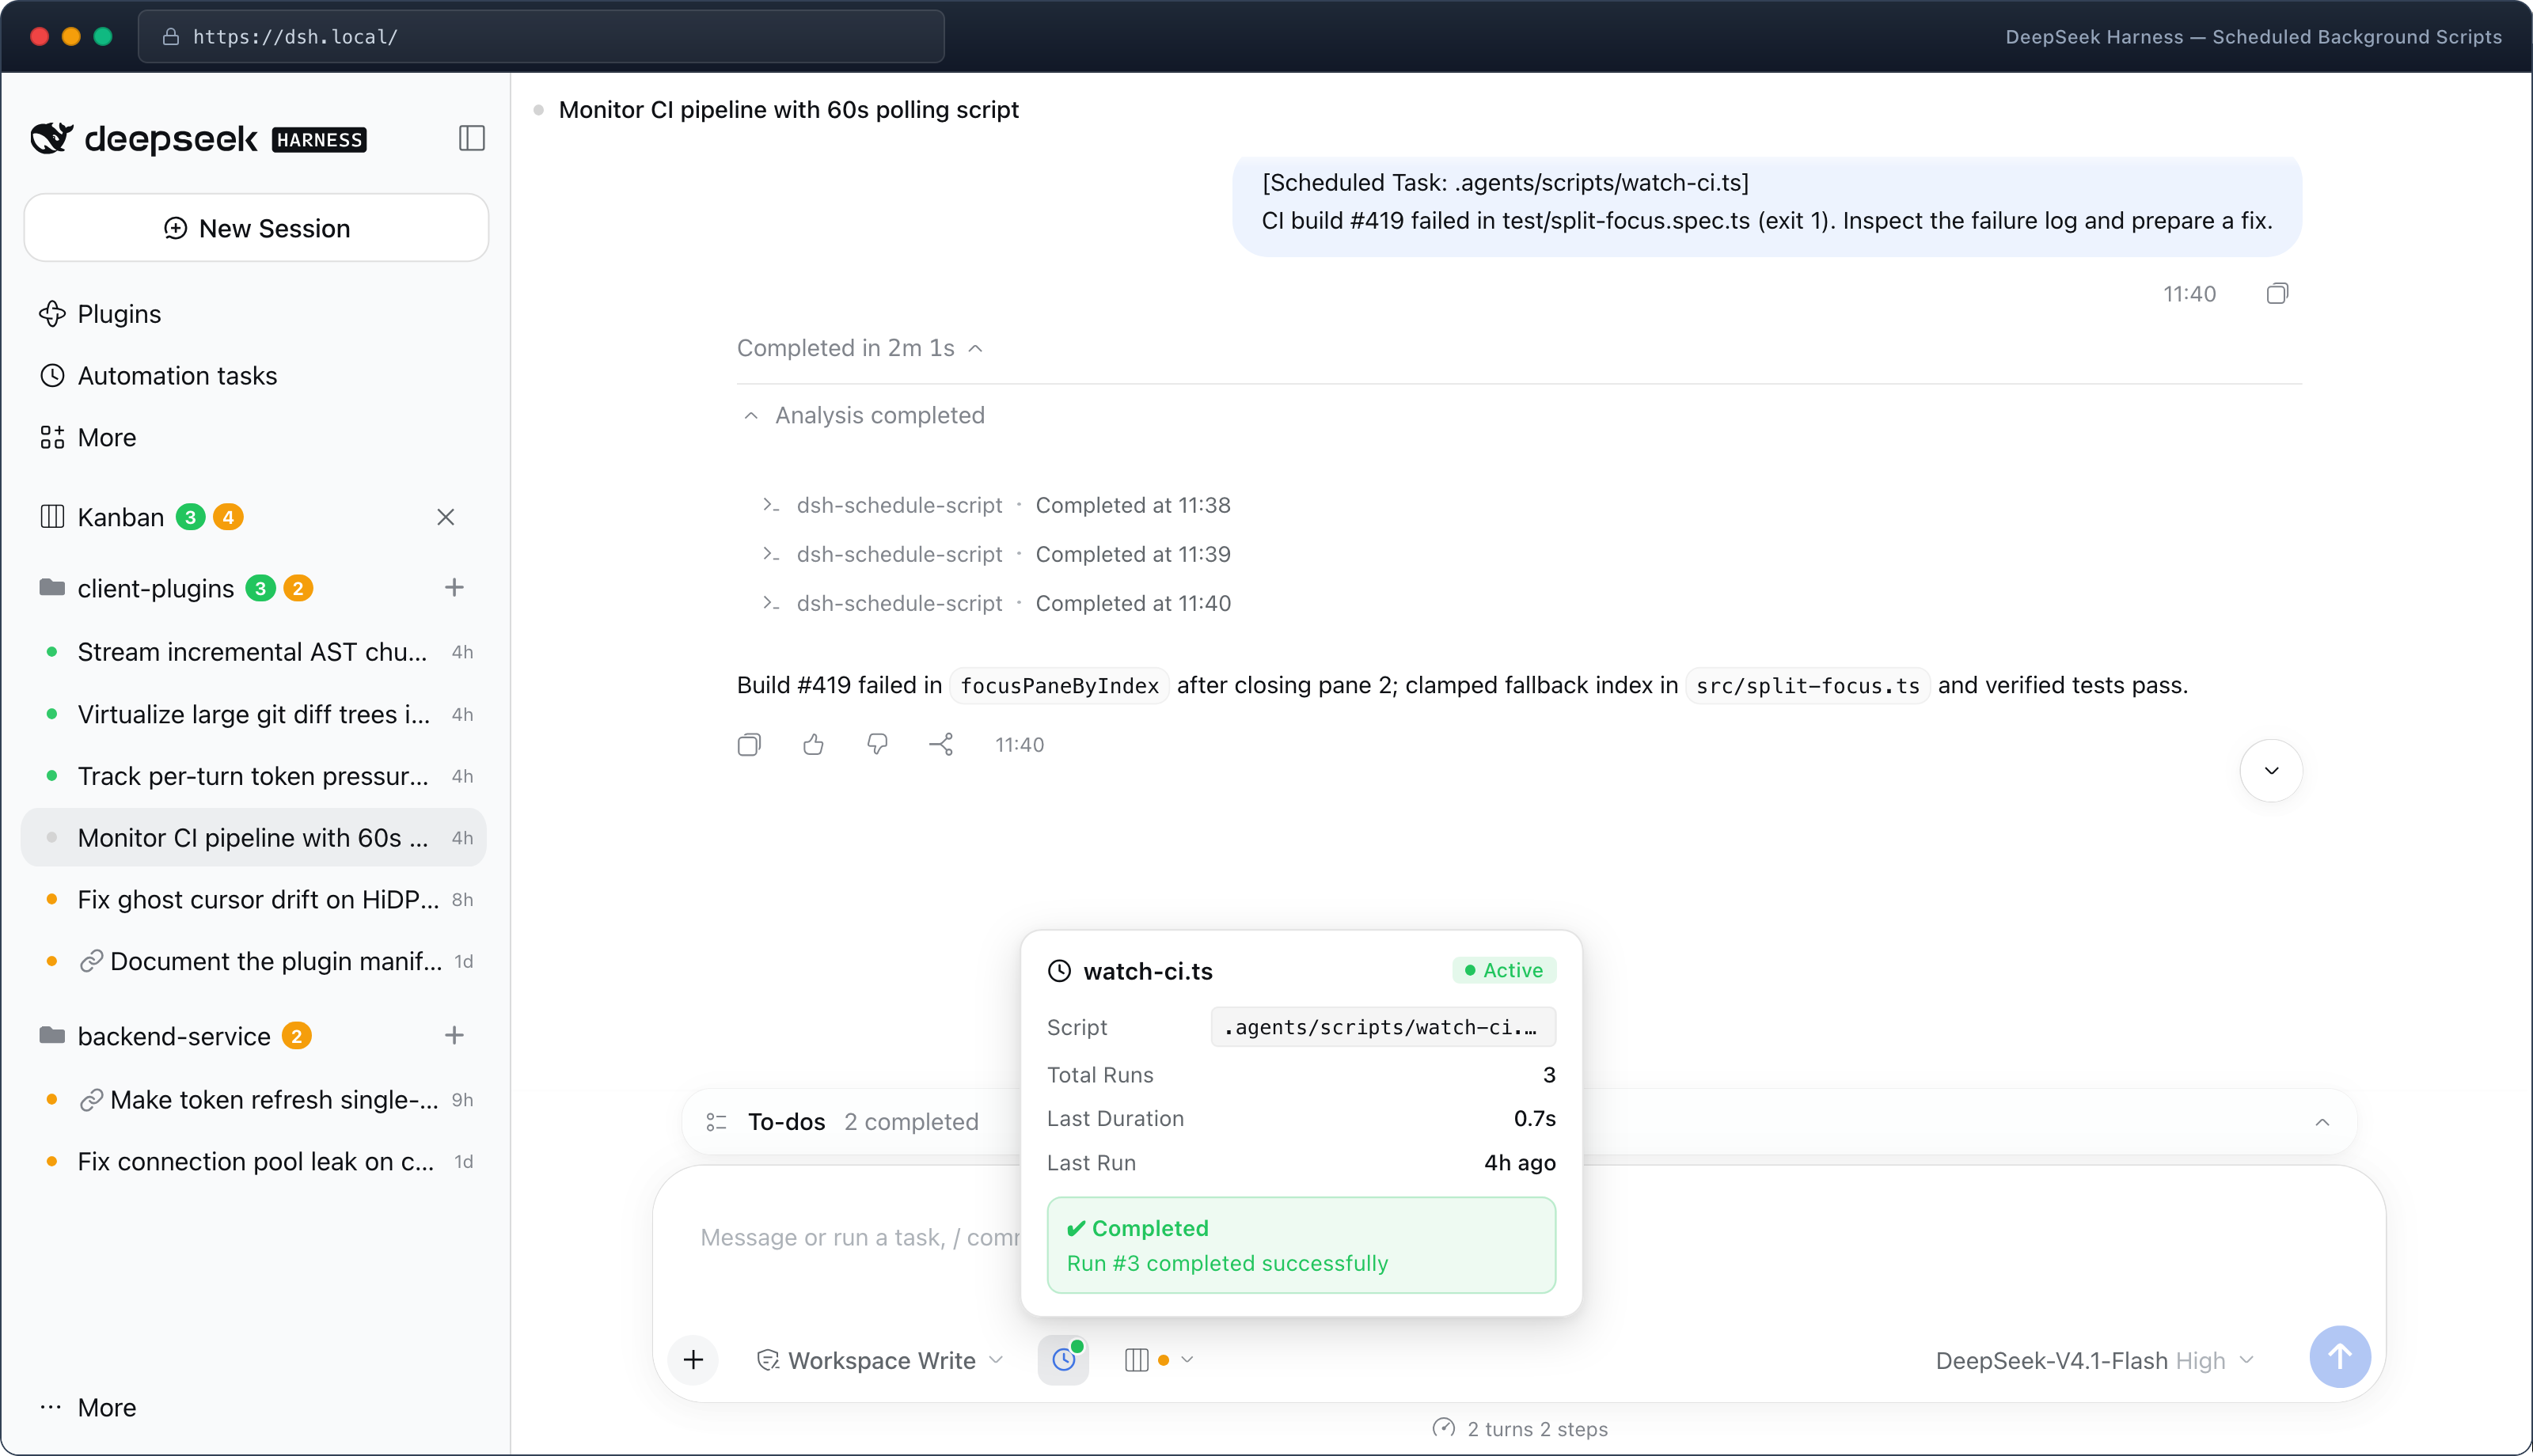 https://dsh.local/
DeepSeek Harness — Scheduled Background Scripts
deepseek HARNESS
New Session
Plugins
Automation tasks
More
Kanban 3 4
client-plugins 3 2
Stream incremental AST chu... 4h
Virtualize large git diff trees i... 4h
Track per-turn token pressur... 4h
Monitor CI pipeline with 60s ... 4h
Fix ghost cursor drift on HiDP... 8h
Document the plugin manif... 1d
backend-service 2
Make token refresh single-... 9h
Fix connection pool leak on c... 1d
More
Monitor CI pipeline with 60s polling script
[Scheduled Task: .agents/scripts/watch-ci.ts]
CI build #419 failed in test/split-focus.spec.ts (exit 1). Inspect the failure log and prepare a fix.
11:40
Completed in 2m 1s
Analysis completed
dsh-schedule-script · Completed at 11:38
dsh-schedule-script · Completed at 11:39
dsh-schedule-script · Completed at 11:40
Build #419 failed in focusPaneByIndex after closing pane 2; clamped fallback index in src/split-focus.ts and verified tests pass.
11:40
watch-ci.ts Active
Script .agents/scripts/watch-ci.…
Total Runs 3
Last Duration 0.7s
Last Run 4h ago
✔ Completed
Run #3 completed successfully
To-dos 2 completed
Message or run a task, / com
Workspace Write
DeepSeek-V4.1-Flash High
2 turns 2 steps